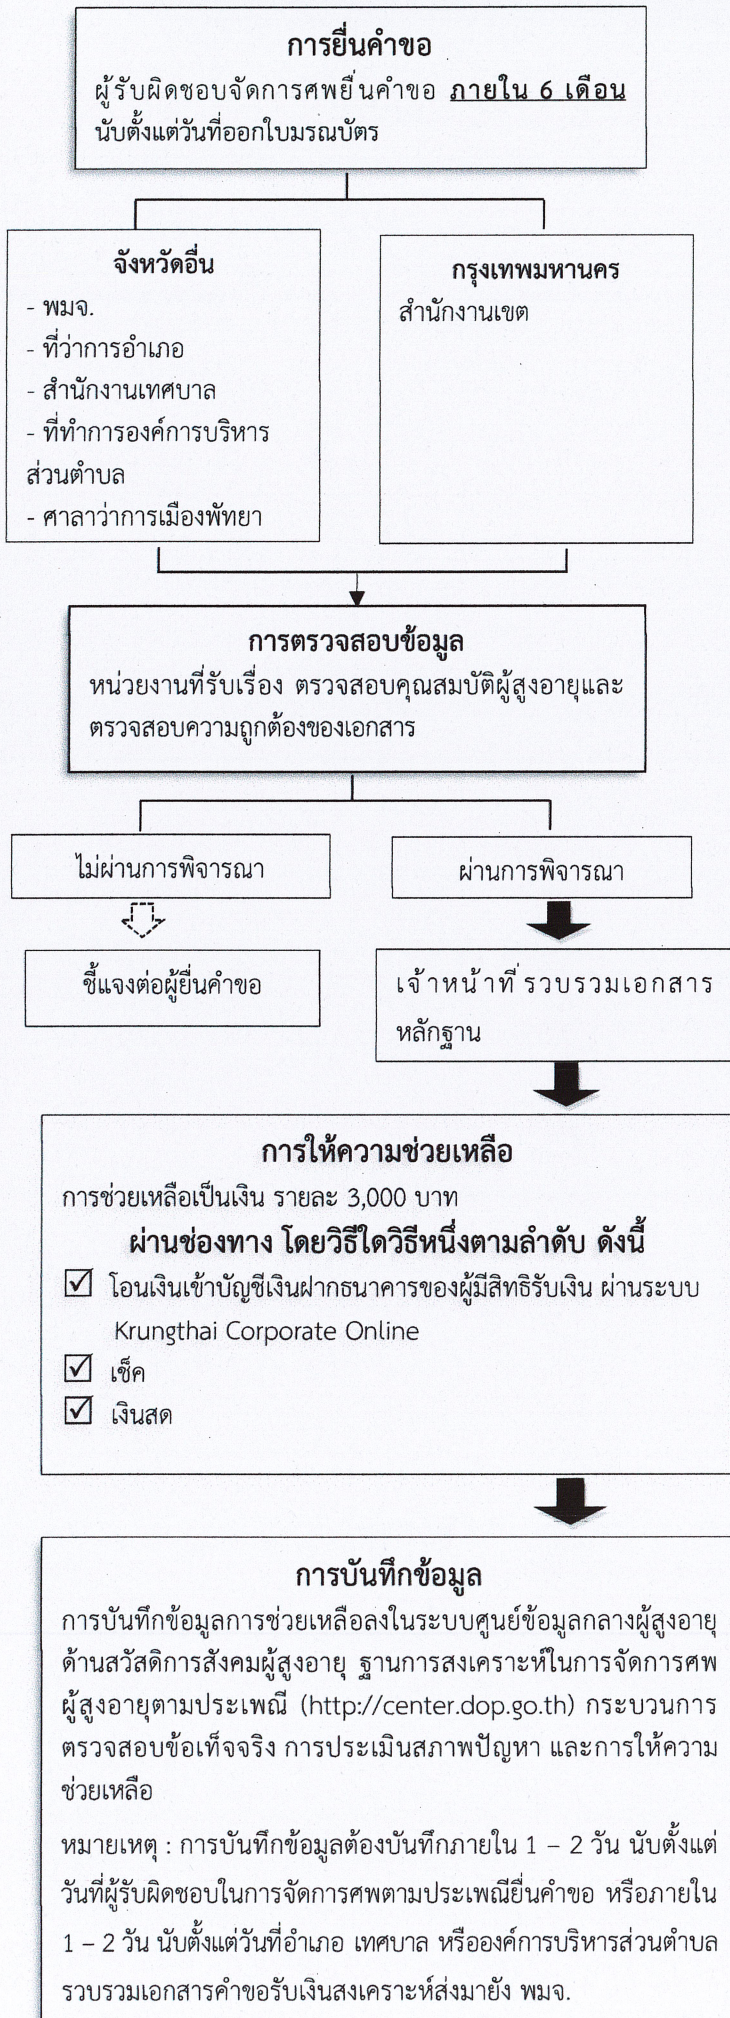 การยื่นคำขอ
ผู้รับผิดชอบจัดการศพยื่นคำขอ ภายใน 6 เดือน
นับตั้งแต่วันที่ออกใบมรณบัตร
จังหวัดอื่น
- พมจ.
- ที่ว่าการอำเภอ
- สำนักงานเทศบาล
- ที่ทำการองค์การบริหาร
ส่วนตำบล
- ศาลาว่าการเมืองพัทยา
กรุงเทพมหานคร
สำนักงานเขต
การตรวจสอบข้อมูล
หน่วยงานที่รับเรื่อง ตรวจสอบคุณสมบัติผู้สูงอายุและ
ตรวจสอบความถูกต้องของเอกสาร
ไม่ผ่านการพิจารณา
ผ่านการพิจารณา
ชี้แจงต่อผู้ยื่นคำขอ
เจ้าหน้าที่รวบรวมเอกสาร
หลักฐาน
การให้ความช่วยเหลือ
การช่วยเหลือเป็นเงิน รายละ 3,000 บาท
ผ่านช่องทาง โดยวิธีใดวิธีหนึ่งตามลำดับ ดังนี้
☑ โอนเงินเข้าบัญชีเงินฝากธนาคารของผู้มีสิทธิรับเงิน ผ่านระบบ
Krungthai Corporate Online
☑ เช็ค
☑ เงินสด
การบันทึกข้อมูล
การบันทึกข้อมูลการช่วยเหลือลงในระบบศูนย์ข้อมูลกลางผู้สูงอายุ
ด้านสวัสดิการสังคมผู้สูงอายุ ฐานการสงเคราะห์ในการจัดการศพ
ผู้สูงอายุตามประเพณี (http://center.dop.go.th) กระบวนการ
ตรวจสอบข้อเท็จจริง การประเมินสภาพปัญหา และการให้ความ
ช่วยเหลือ
หมายเหตุ : การบันทึกข้อมูลต้องบันทึกภายใน 1 – 2 วัน นับตั้งแต่
วันที่ผู้รับผิดชอบในการจัดการศพตามประเพณียื่นคำขอ หรือภายใน
1 – 2 วัน นับตั้งแต่วันที่อำเภอ เทศบาล หรือองค์การบริหารส่วนตำบล
รวบรวมเอกสารคำขอรับเงินสงเคราะห์ส่งมายัง พมจ.